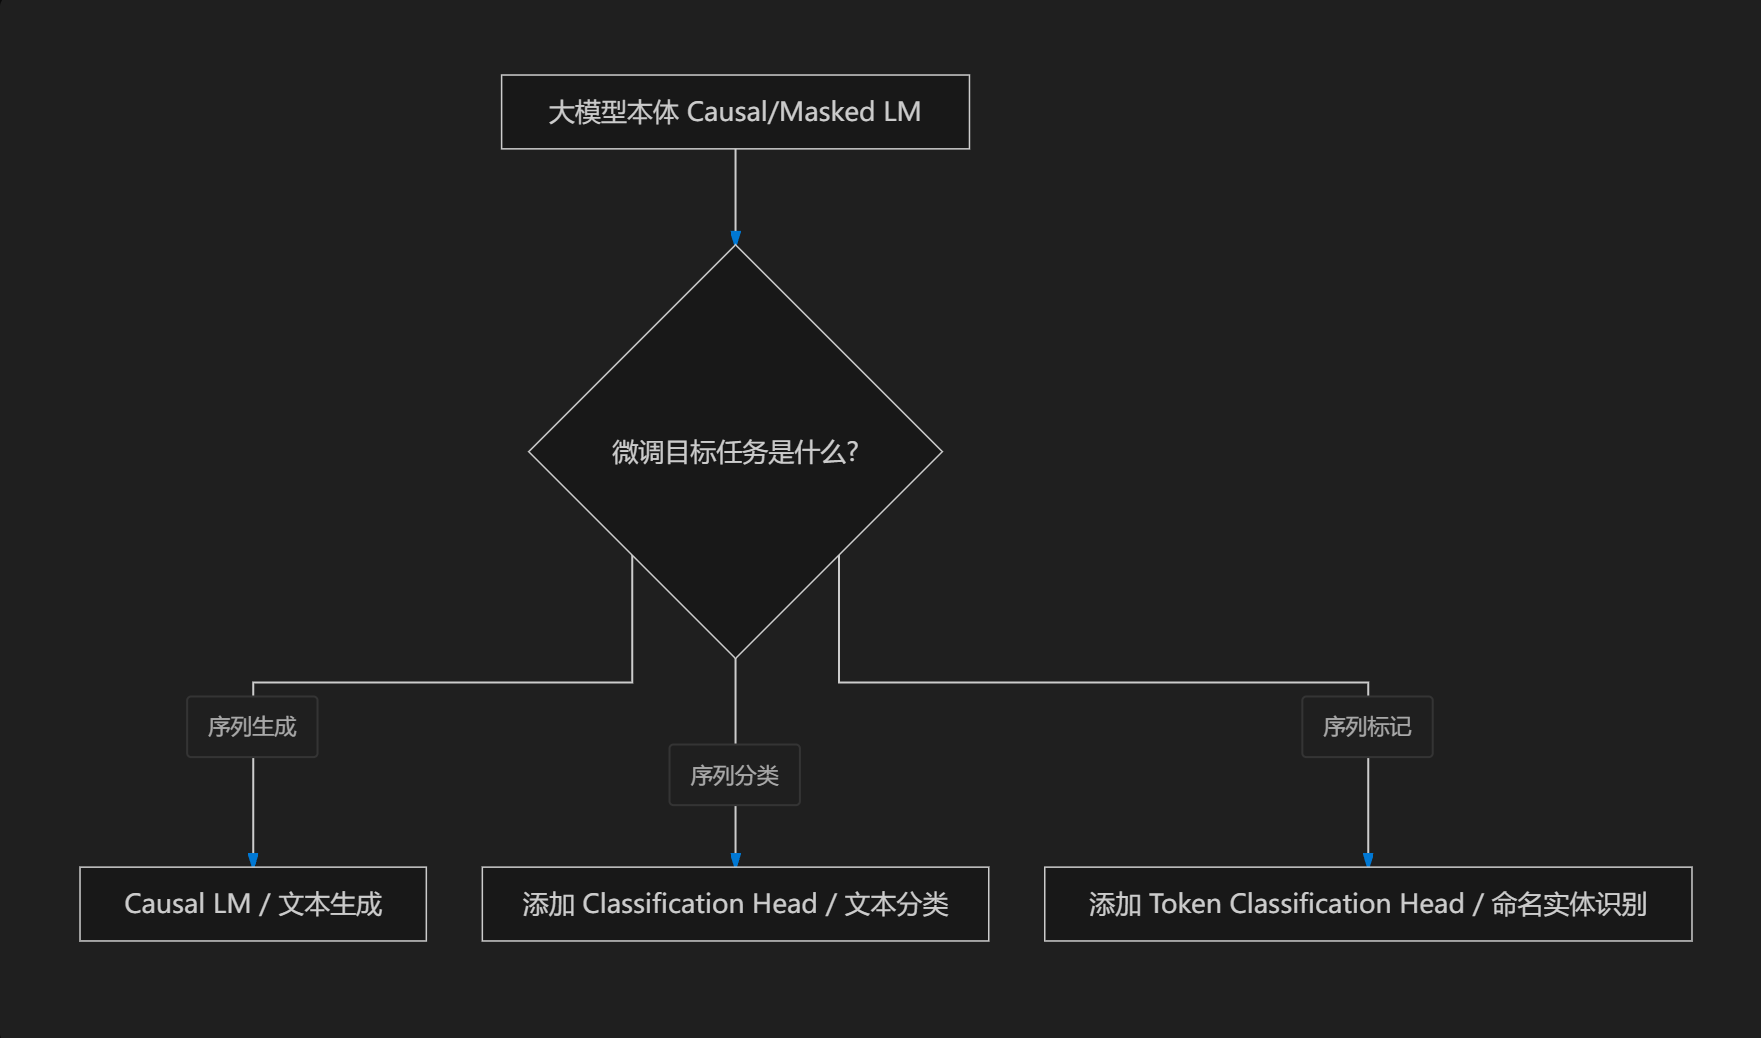 大模型本体 Causal/Masked LM
微调目标任务是什么?
序列生成
序列分类
序列标记
Causal LM / 文本生成
添加 Classification Head / 文本分类
添加 Token Classification Head / 命名实体识别